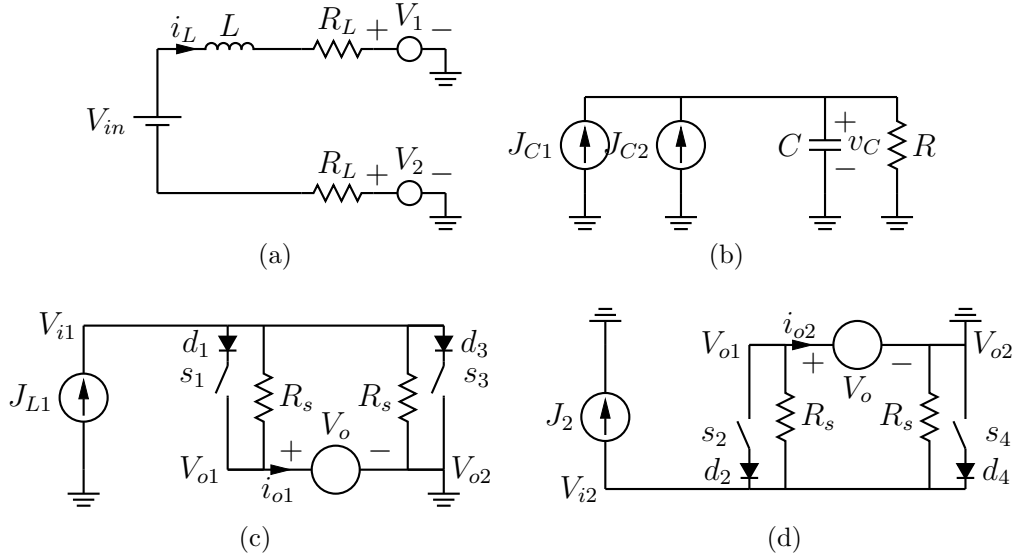 i_L L R_L + V_1 −
V_in
R_L + V_2 −
(a)
J_C1 J_C2 C + v_C − R
(b)
V_i1
d_1 d_3
s_1 s_3
J_L1 R_s R_s
V_o
+ −
V_o1 i_o1 V_o2
(c)
V_o1 i_o2 V_o2
+ −
V_o
J_2 s_2 R_s R_s s_4
d_2 d_4
V_i2
(d)